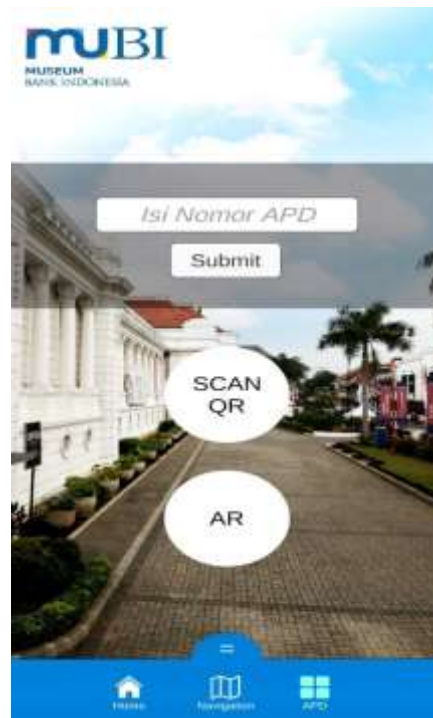 muBI
MUSEUM
BANK INDONESIA
Isi Nomor APD
Submit
SCAN
QR
AR
Home
Navigation
APD